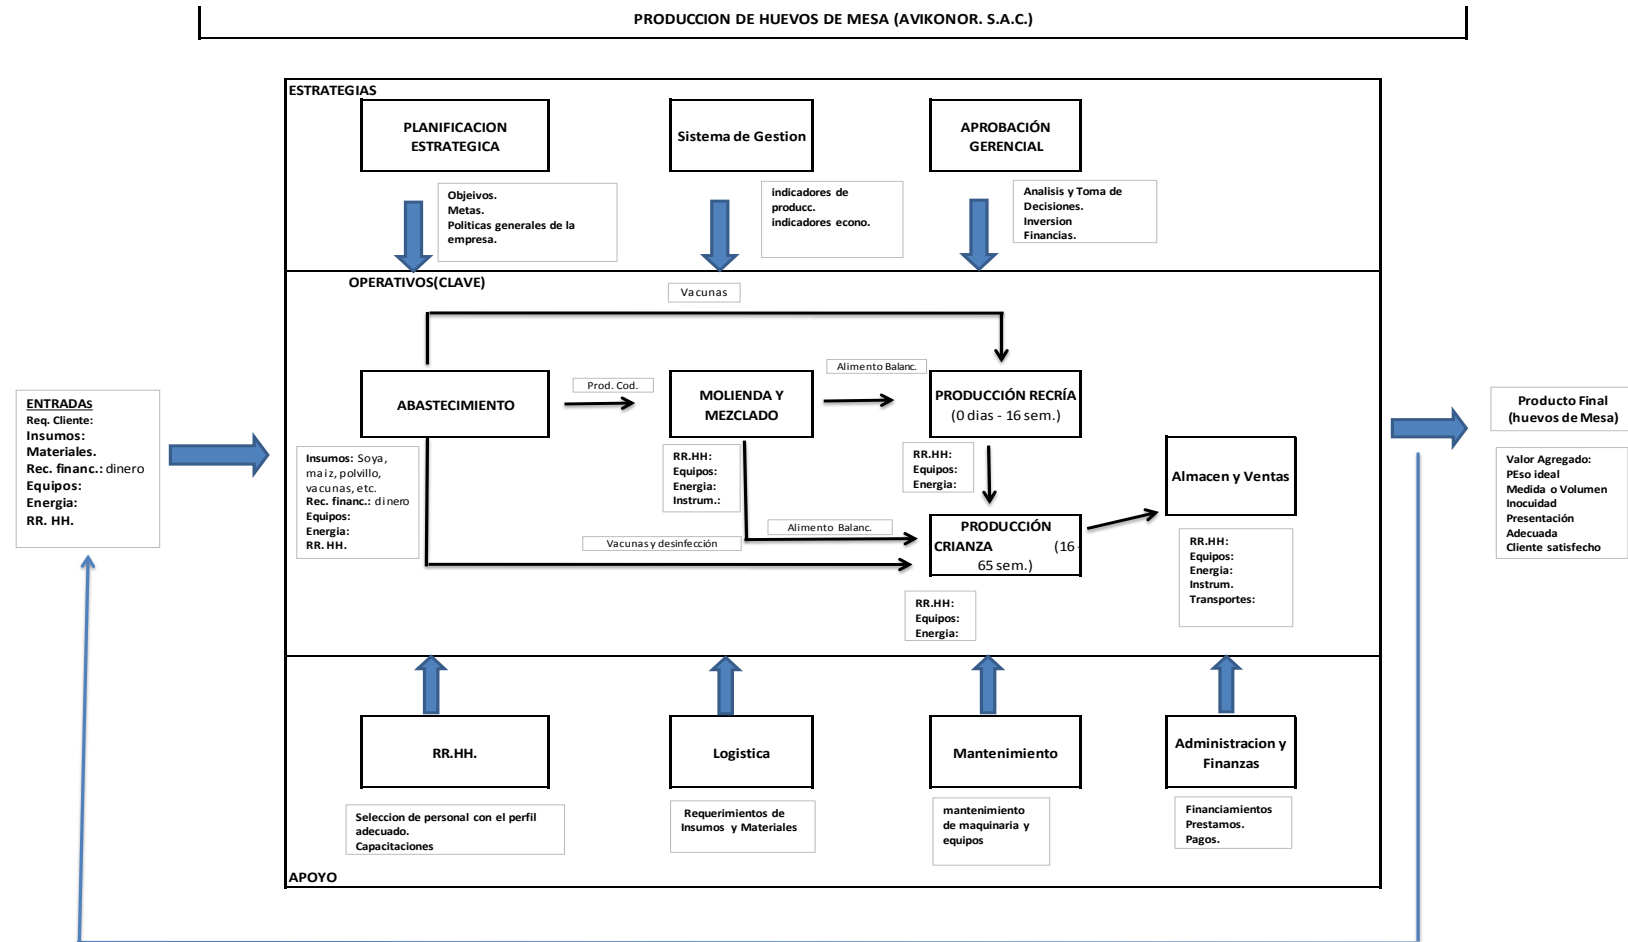 PRODUCCION DE HUEVOS DE MESA (AVIKONOR. S.A.C.)
ESTRATEGIAS
PLANIFICACION
ESTRATEGICA
Sistema de Gestion
APROBACIÓN
GERENCIAL
Objeivos.
Metas.
Politicas generales de la
empresa.
indicadores de
producc.
indicadores econo.
Analisis y Toma de
Decisiones.
Inversion
Financias.
OPERATIVOS(CLAVE)
Vacunas
ENTRADAs
Req. Cliente:
Insumos:
Materiales.
Rec. financ.: dinero
Equipos:
Energia:
RR. HH.
ABASTECIMIENTO
Prod. Cod.
MOLIENDA Y
MEZCLADO
Alimento Balanc.
PRODUCCIÓN RECRÍA
(0 dias - 16 sem.)
Insumos: Soya,
maiz, polvillo,
vacunas, etc.
Rec. financ.: dinero
Equipos:
Energia:
RR. HH.
RR.HH:
Equipos:
Energia:
Instrum.:
RR.HH:
Equipos:
Energia:
Almacen y Ventas
Alimento Balanc.
Vacunas y desinfección
PRODUCCIÓN
CRIANZA (16 -
65 sem.)
RR.HH:
Equipos:
Energia:
RR.HH:
Equipos:
Energia:
Instrum.
Transportes:
Producto Final
(huevos de Mesa)
Valor Agregado:
PEso ideal
Medida o Volumen
Inocuidad
Presentación
Adecuada
Cliente satisfecho
RR.HH.
Logistica
Mantenimiento
Administracion y
Finanzas
Seleccion de personal con el perfil
adecuado.
Capacitaciones
Requerimientos de
Insumos y Materiales
mantenimiento
de maquinaria y
equipos
Financiamientos
Prestamos.
Pagos.
APOYO